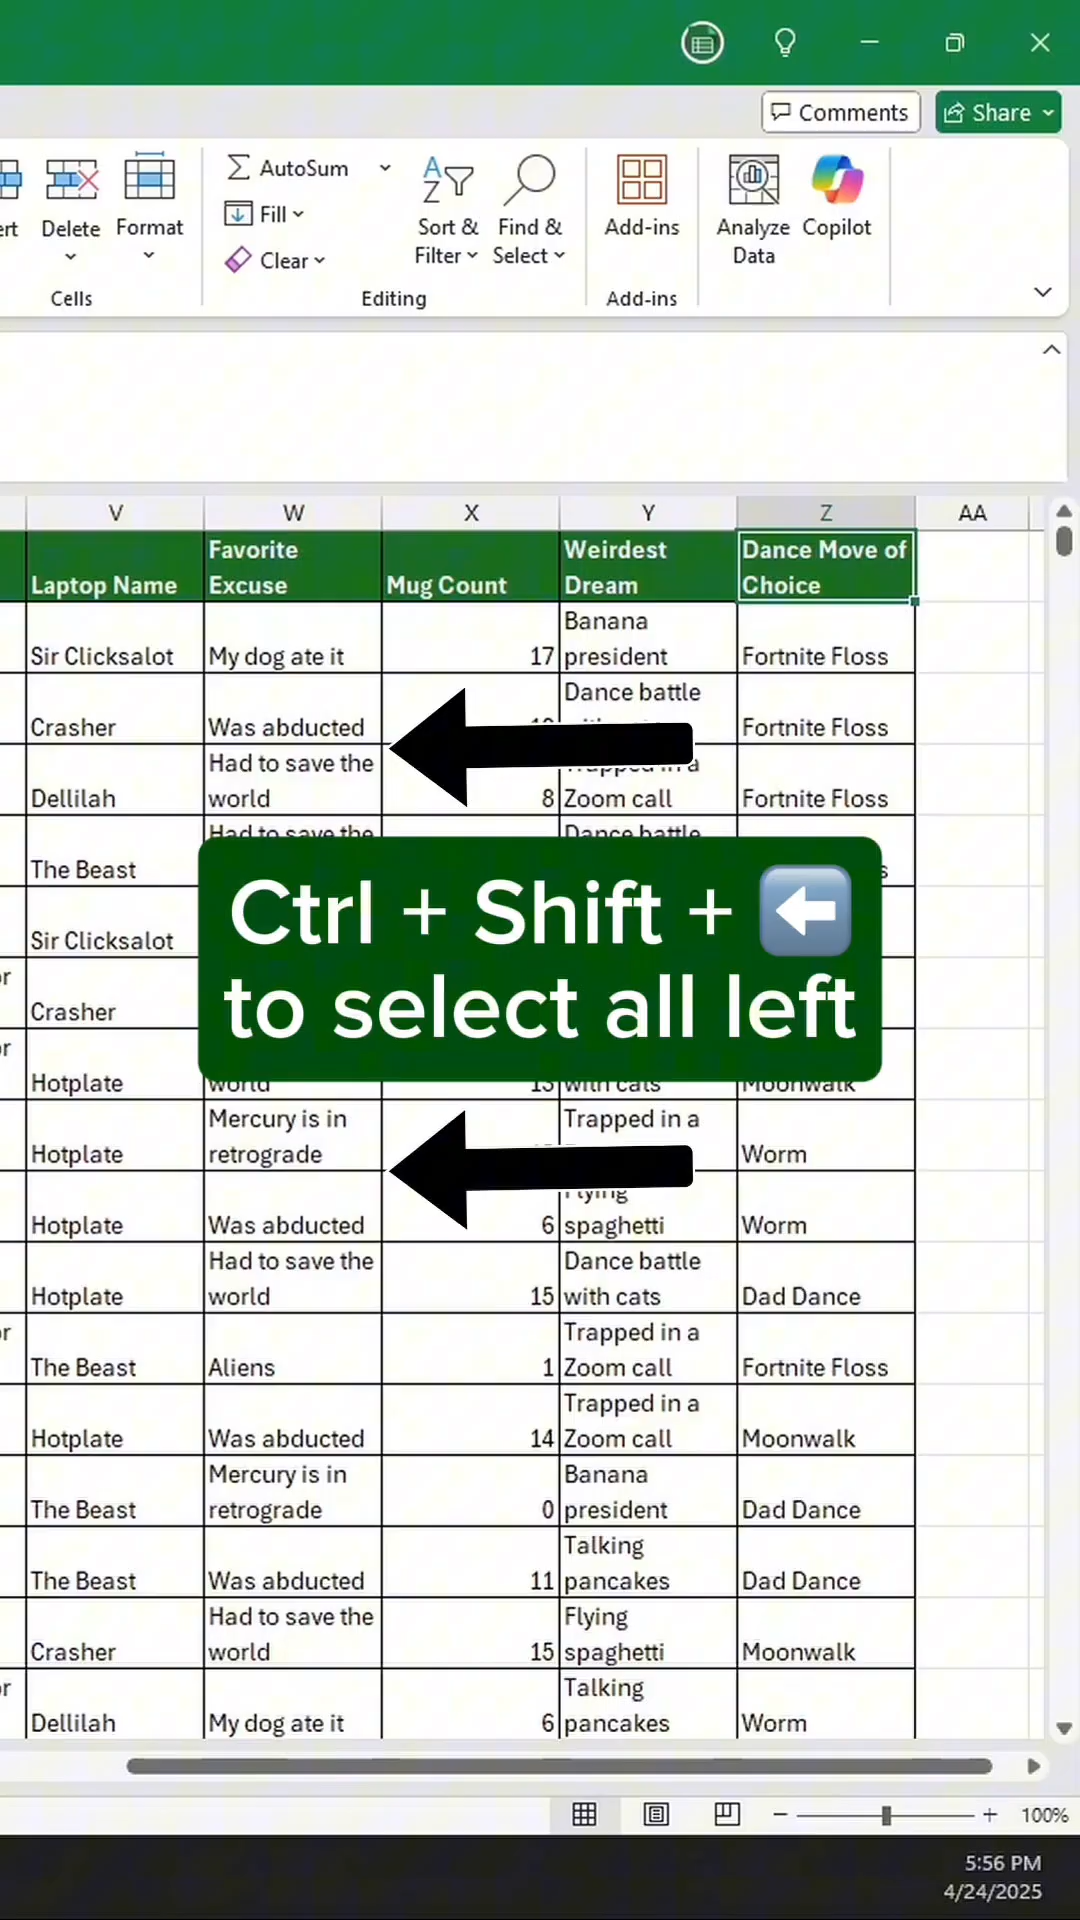 Comments
Share
AutoSum
Fill
Clear
ert
Delete
Format
Sort &
Filter
Find &
Select
Add-ins
Analyze
Data
Copilot
Cells
Editing
Add-ins
V W X Y Z AA
Laptop Name
Favorite
Excuse
Mug Count
Weirdest
Dream
Dance Move of
Choice
Banana
Sir Clicksalot My dog ate it 17 president Fortnite Floss
Dance battle
Crasher Was abducted Fortnite Floss
Had to save the Trapped in a
Dellilah world 8 Zoom call Fortnite Floss
Had to save the Dance battle
The Beast
Ctrl + Shift + ⬅️
to select all left
Sir Clicksalot
or
Crasher
or
Hotplate world 13 with cats Moonwalk
Mercury is in Trapped in a
Hotplate retrograde Worm
Flying
Hotplate Was abducted 6 spaghetti Worm
Had to save the Dance battle
Hotplate world 15 with cats Dad Dance
or Trapped in a
The Beast Aliens 1 Zoom call Fortnite Floss
Trapped in a
Hotplate Was abducted 14 Zoom call Moonwalk
Mercury is in Banana
The Beast retrograde 0 president Dad Dance
Talking
The Beast Was abducted 11 pancakes Dad Dance
Had to save the Flying
Crasher world 15 spaghetti Moonwalk
or Talking
Dellilah My dog ate it 6 pancakes Worm
100%
5:56 PM
4/24/2025